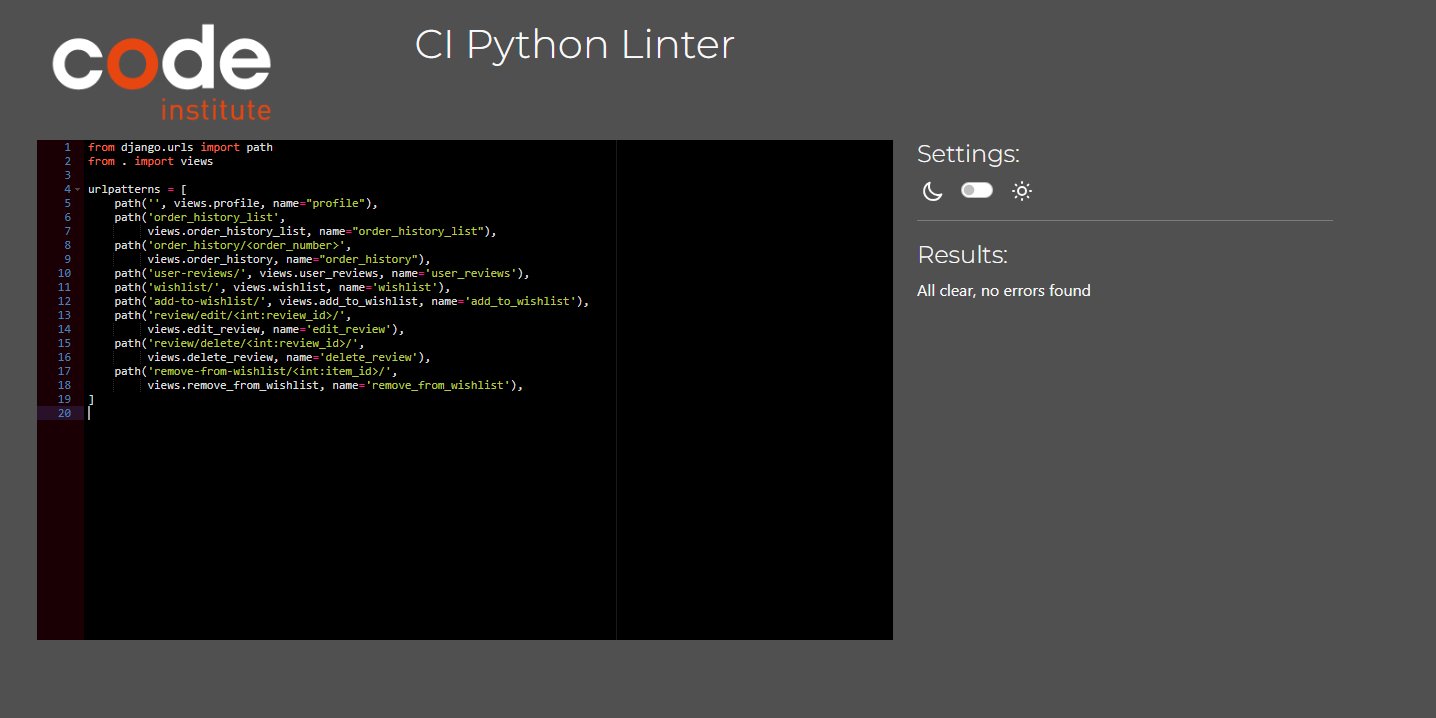 code
institute
CI Python Linter
1 from django.urls import path
2 from . import views
3
4 urlpatterns = [
5     path('', views.profile, name="profile"),
6     path('order_history_list',
7          views.order_history_list, name="order_history_list"),
8     path('order_history/<order_number>',
9          views.order_history, name="order_history"),
10     path('user-reviews/', views.user_reviews, name='user_reviews'),
11     path('wishlist/', views.wishlist, name='wishlist'),
12     path('add-to-wishlist/', views.add_to_wishlist, name='add_to_wishlist'),
13     path('review/edit/<int:review_id>/',
14          views.edit_review, name='edit_review'),
15     path('review/delete/<int:review_id>/',
16          views.delete_review, name='delete_review'),
17     path('remove-from-wishlist/<int:item_id>/',
18          views.remove_from_wishlist, name='remove_from_wishlist'),
19 ]
20
Settings:
Results:
All clear, no errors found